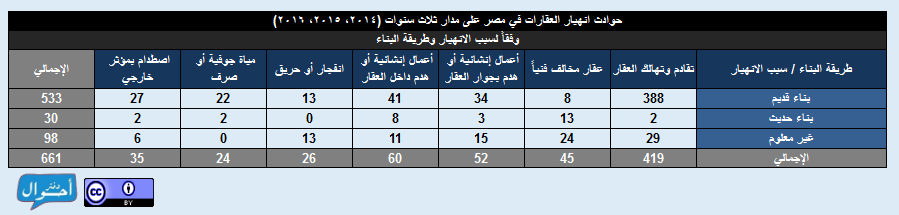 حوادث انهيار العقارات في مصر على مدار ثلاث سنوات (٢٠١٤، ٢٠١٥، ٢٠١٦)
وفقاً لسبب الانهيار وطريقة البناء
طريقة البناء / سبب الانهيار	تقادم وتهالك العقار	عقار مخالف فنياً	أعمال إنشائية أو هدم بجوار العقار	أعمال إنشائية أو هدم داخل العقار	انفجار أو حريق	مياة جوفية أو صرف	اصطدام بمؤثر خارجي	الإجمالي
بناء قديم	388	8	34	41	13	22	27	533
بناء حديث	2	13	3	8	0	2	2	30
غير معلوم	29	24	15	11	13	0	6	98
الإجمالي	419	45	52	60	26	24	35	661
دفتر أحوال
cc BY